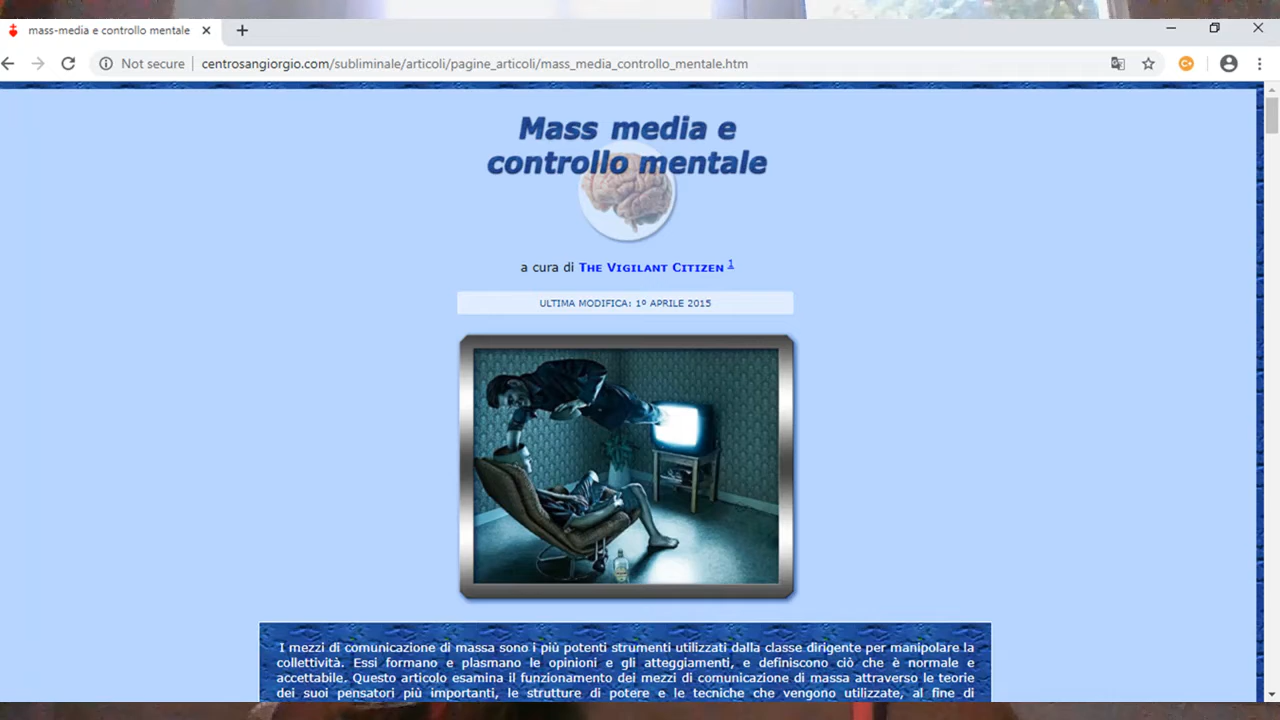 mass-media e controllo mentale
Not secure
centrosangiorgio.com/subliminale/articoli/pagine_articoli/mass_media_controllo_mentale.htm
Mass media e
controllo mentale
a cura di THE VIGILANT CITIZEN 1
ULTIMA MODIFICA: 1º APRILE 2015
I mezzi di comunicazione di massa sono i più potenti strumenti utilizzati dalla classe dirigente per manipolare la
collettività. Essi formano e plasmano le opinioni e gli atteggiamenti, e definiscono ciò che è normale e
accettabile. Questo articolo esamina il funzionamento dei mezzi di comunicazione di massa attraverso le teorie
dei suoi pensatori più importanti, le strutture di potere e le tecniche che vengono utilizzate, al fine di